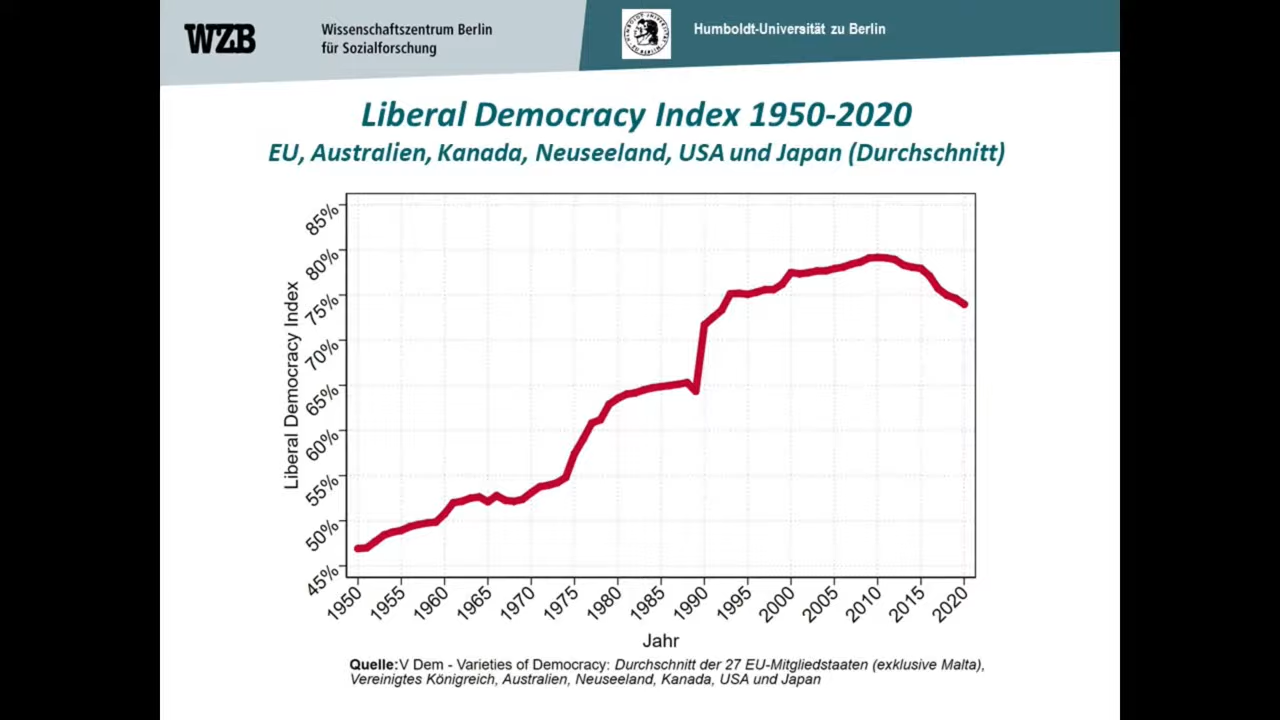 WZB
Wissenschaftszentrum Berlin
für Sozialforschung
Humboldt-Universität zu Berlin
Liberal Democracy Index 1950-2020
EU, Australien, Kanada, Neuseeland, USA und Japan (Durchschnitt)
Liberal Democracy Index
85%
80%
75%
70%
65%
60%
55%
50%
45%
1950 1955 1960 1965 1970 1975 1980 1985 1990 1995 2000 2005 2010 2015 2020
Jahr
Quelle:V Dem - Varieties of Democracy: Durchschnitt der 27 EU-Mitgliedstaaten (exklusive Malta),
Vereinigtes Königreich, Australien, Neuseeland, Kanada, USA und Japan